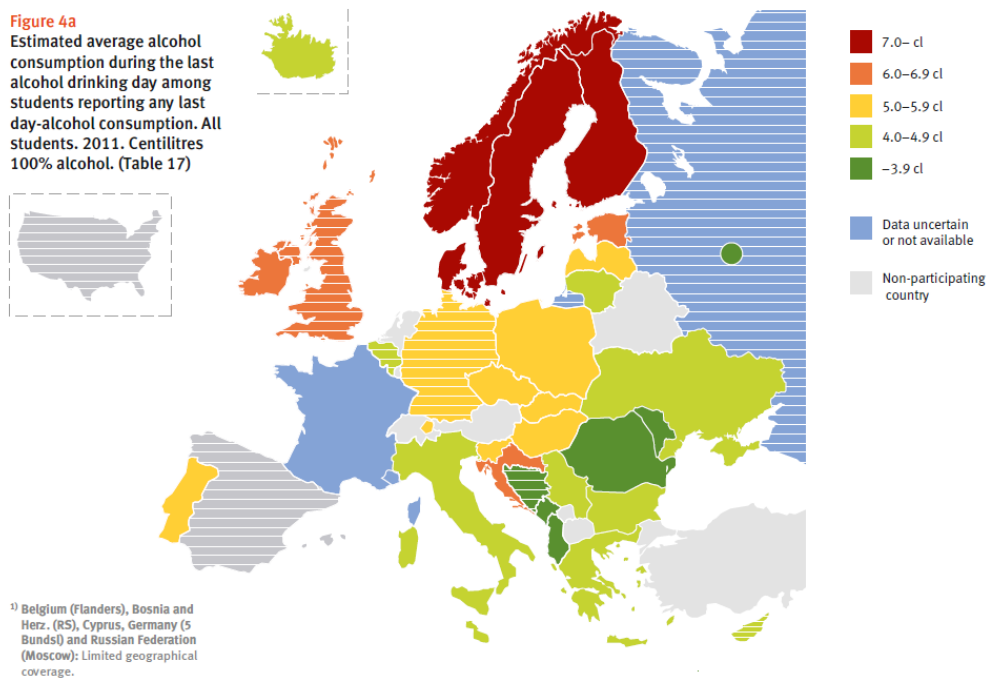 Figure 4a
Estimated average alcohol
consumption during the last
alcohol drinking day among
students reporting any last
day-alcohol consumption. All
students. 2011. Centilitres
100% alcohol. (Table 17)
7.0– cl
6.0–6.9 cl
5.0–5.9 cl
4.0–4.9 cl
–3.9 cl
Data uncertain
or not available
Non-participating
country
1) Belgium (Flanders), Bosnia and
Herz. (RS), Cyprus, Germany (5
Bundsl) and Russian Federation
(Moscow): Limited geographical
coverage.